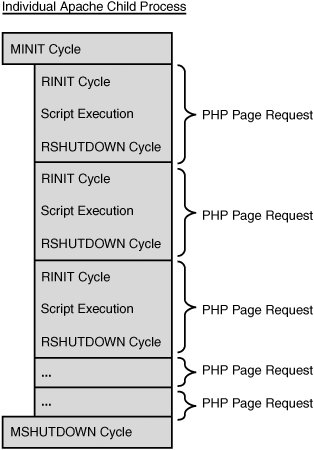 Individual Apache Child Process
MINIT Cycle
RINIT Cycle
Script Execution
RSHUTDOWN Cycle
PHP Page Request
RINIT Cycle
Script Execution
RSHUTDOWN Cycle
PHP Page Request
RINIT Cycle
Script Execution
RSHUTDOWN Cycle
PHP Page Request
...
PHP Page Request
...
PHP Page Request
MSHUTDOWN Cycle